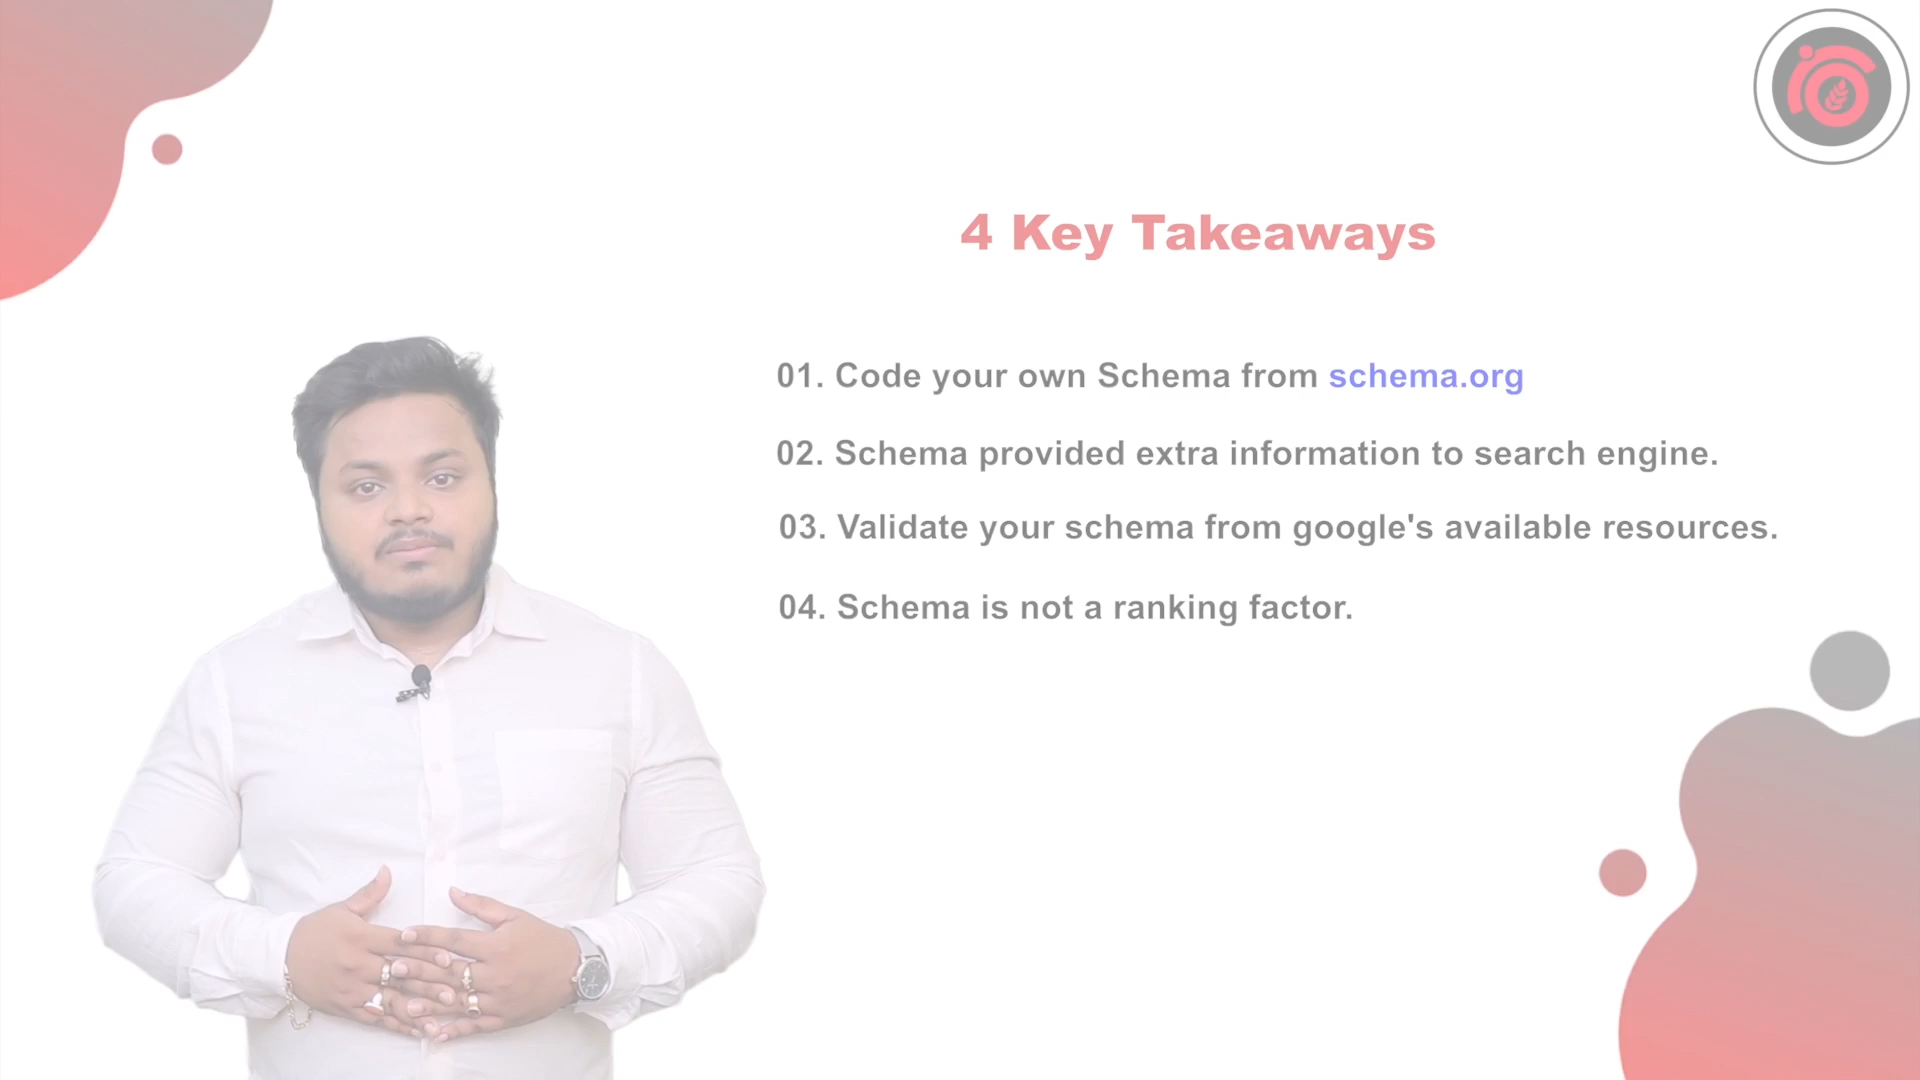 4 Key Takeaways
01. Code your own Schema from schema.org
02. Schema provided extra information to search engine.
03. Validate your schema from google's available resources.
04. Schema is not a ranking factor.